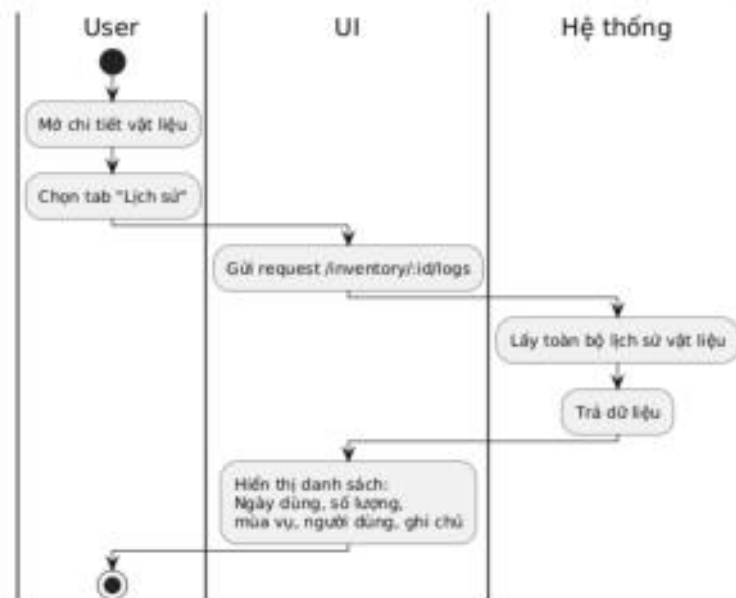 User
UI
Hệ thống
Mở chi tiết vật liệu
Chọn tab "Lịch sử"
Gửi request /inventory/:id/logs
Lấy toàn bộ lịch sử vật liệu
Trả dữ liệu
Hiển thị danh sách:
Ngày dùng, số lượng,
mùa vụ, người dùng, ghi chú